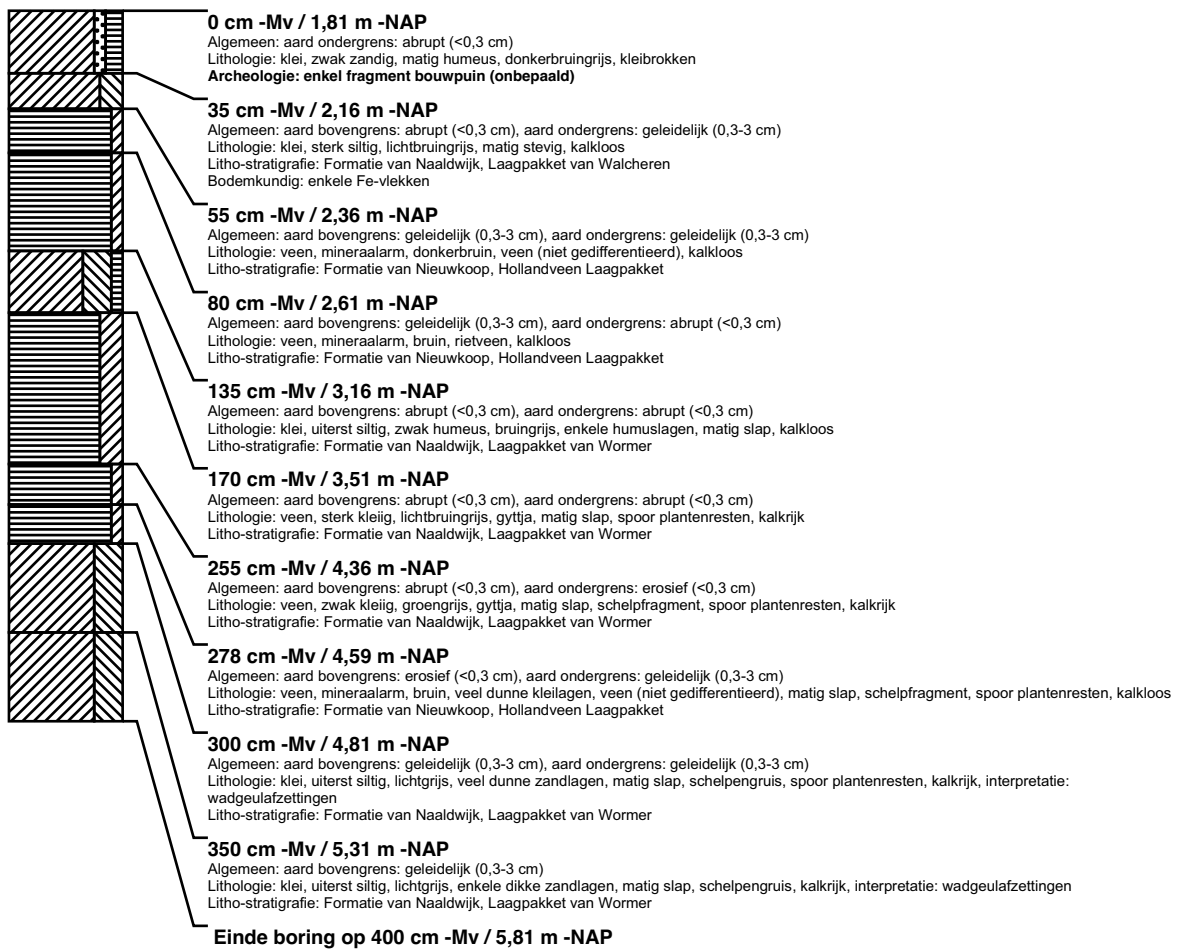 0 cm -Mv / 1,81 m -NAP
Algemeen: aard ondergrens: abrupt (<0,3 cm)
Lithologie: klei, zwak zandig, matig humeus, donkerbruingrijs, kleibrokken
Archeologie: enkel fragment bouwpuin (onbepaald)
35 cm -Mv / 2,16 m -NAP
Algemeen: aard bovengrens: abrupt (<0,3 cm), aard ondergrens: geleidelijk (0,3-3 cm)
Lithologie: klei, sterk siltig, lichtbruingrijs, matig stevig, kalkloos
Litho-stratigrafie: Formatie van Naaldwijk, Laagpakket van Walcheren
Bodemkundig: enkele Fe-vlekken
55 cm -Mv / 2,36 m -NAP
Algemeen: aard bovengrens: geleidelijk (0,3-3 cm), aard ondergrens: geleidelijk (0,3-3 cm)
Lithologie: veen, mineraalarm, donkerbruin, veen (niet gedifferentieerd), kalkloos
Litho-stratigrafie: Formatie van Nieuwkoop, Hollandveen Laagpakket
80 cm -Mv / 2,61 m -NAP
Algemeen: aard bovengrens: geleidelijk (0,3-3 cm), aard ondergrens: abrupt (<0,3 cm)
Lithologie: veen, mineraalarm, bruin, rietveen, kalkloos
Litho-stratigrafie: Formatie van Nieuwkoop, Hollandveen Laagpakket
135 cm -Mv / 3,16 m -NAP
Algemeen: aard bovengrens: abrupt (<0,3 cm), aard ondergrens: abrupt (<0,3 cm)
Lithologie: klei, uiterst siltig, zwak humeus, bruingrijs, enkele humuslagen, matig slap, kalkloos
Litho-stratigrafie: Formatie van Naaldwijk, Laagpakket van Wormer
170 cm -Mv / 3,51 m -NAP
Algemeen: aard bovengrens: abrupt (<0,3 cm), aard ondergrens: abrupt (<0,3 cm)
Lithologie: veen, sterk kleiig, lichtbruingrijs, gyttja, matig slap, spoor plantenresten, kalkrijk
Litho-stratigrafie: Formatie van Naaldwijk, Laagpakket van Wormer
255 cm -Mv / 4,36 m -NAP
Algemeen: aard bovengrens: abrupt (<0,3 cm), aard ondergrens: erosief (<0,3 cm)
Lithologie: veen, zwak kleiig, groengrijs, gyttja, matig slap, schelpfragment, spoor plantenresten, kalkrijk
Litho-stratigrafie: Formatie van Naaldwijk, Laagpakket van Wormer
278 cm -Mv / 4,59 m -NAP
Algemeen: aard bovengrens: erosief (<0,3 cm), aard ondergrens: geleidelijk (0,3-3 cm)
Lithologie: veen, mineraalarm, bruin, veel dunne kleilagen, veen (niet gedifferentieerd), matig slap, schelpfragment, spoor plantenresten, kalkloos
Litho-stratigrafie: Formatie van Nieuwkoop, Hollandveen Laagpakket
300 cm -Mv / 4,81 m -NAP
Algemeen: aard bovengrens: geleidelijk (0,3-3 cm), aard ondergrens: geleidelijk (0,3-3 cm)
Lithologie: klei, uiterst siltig, lichtgrijs, veel dunne zandlagen, matig slap, schelpengruis, spoor plantenresten, kalkrijk, interpretatie:
wadgeulafzettingen
Litho-stratigrafie: Formatie van Naaldwijk, Laagpakket van Wormer
350 cm -Mv / 5,31 m -NAP
Algemeen: aard bovengrens: geleidelijk (0,3-3 cm)
Lithologie: klei, uiterst siltig, lichtgrijs, enkele dikke zandlagen, matig slap, schelpengruis, kalkrijk, interpretatie: wadgeulafzettingen
Litho-stratigrafie: Formatie van Naaldwijk, Laagpakket van Wormer
Einde boring op 400 cm -Mv / 5,81 m -NAP